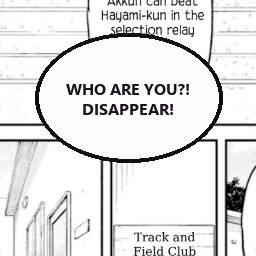 Akkun can beat
Hayami-kun in the
selection relay
WHO ARE YOU?!
DISAPPEAR!
Track and
Field Club